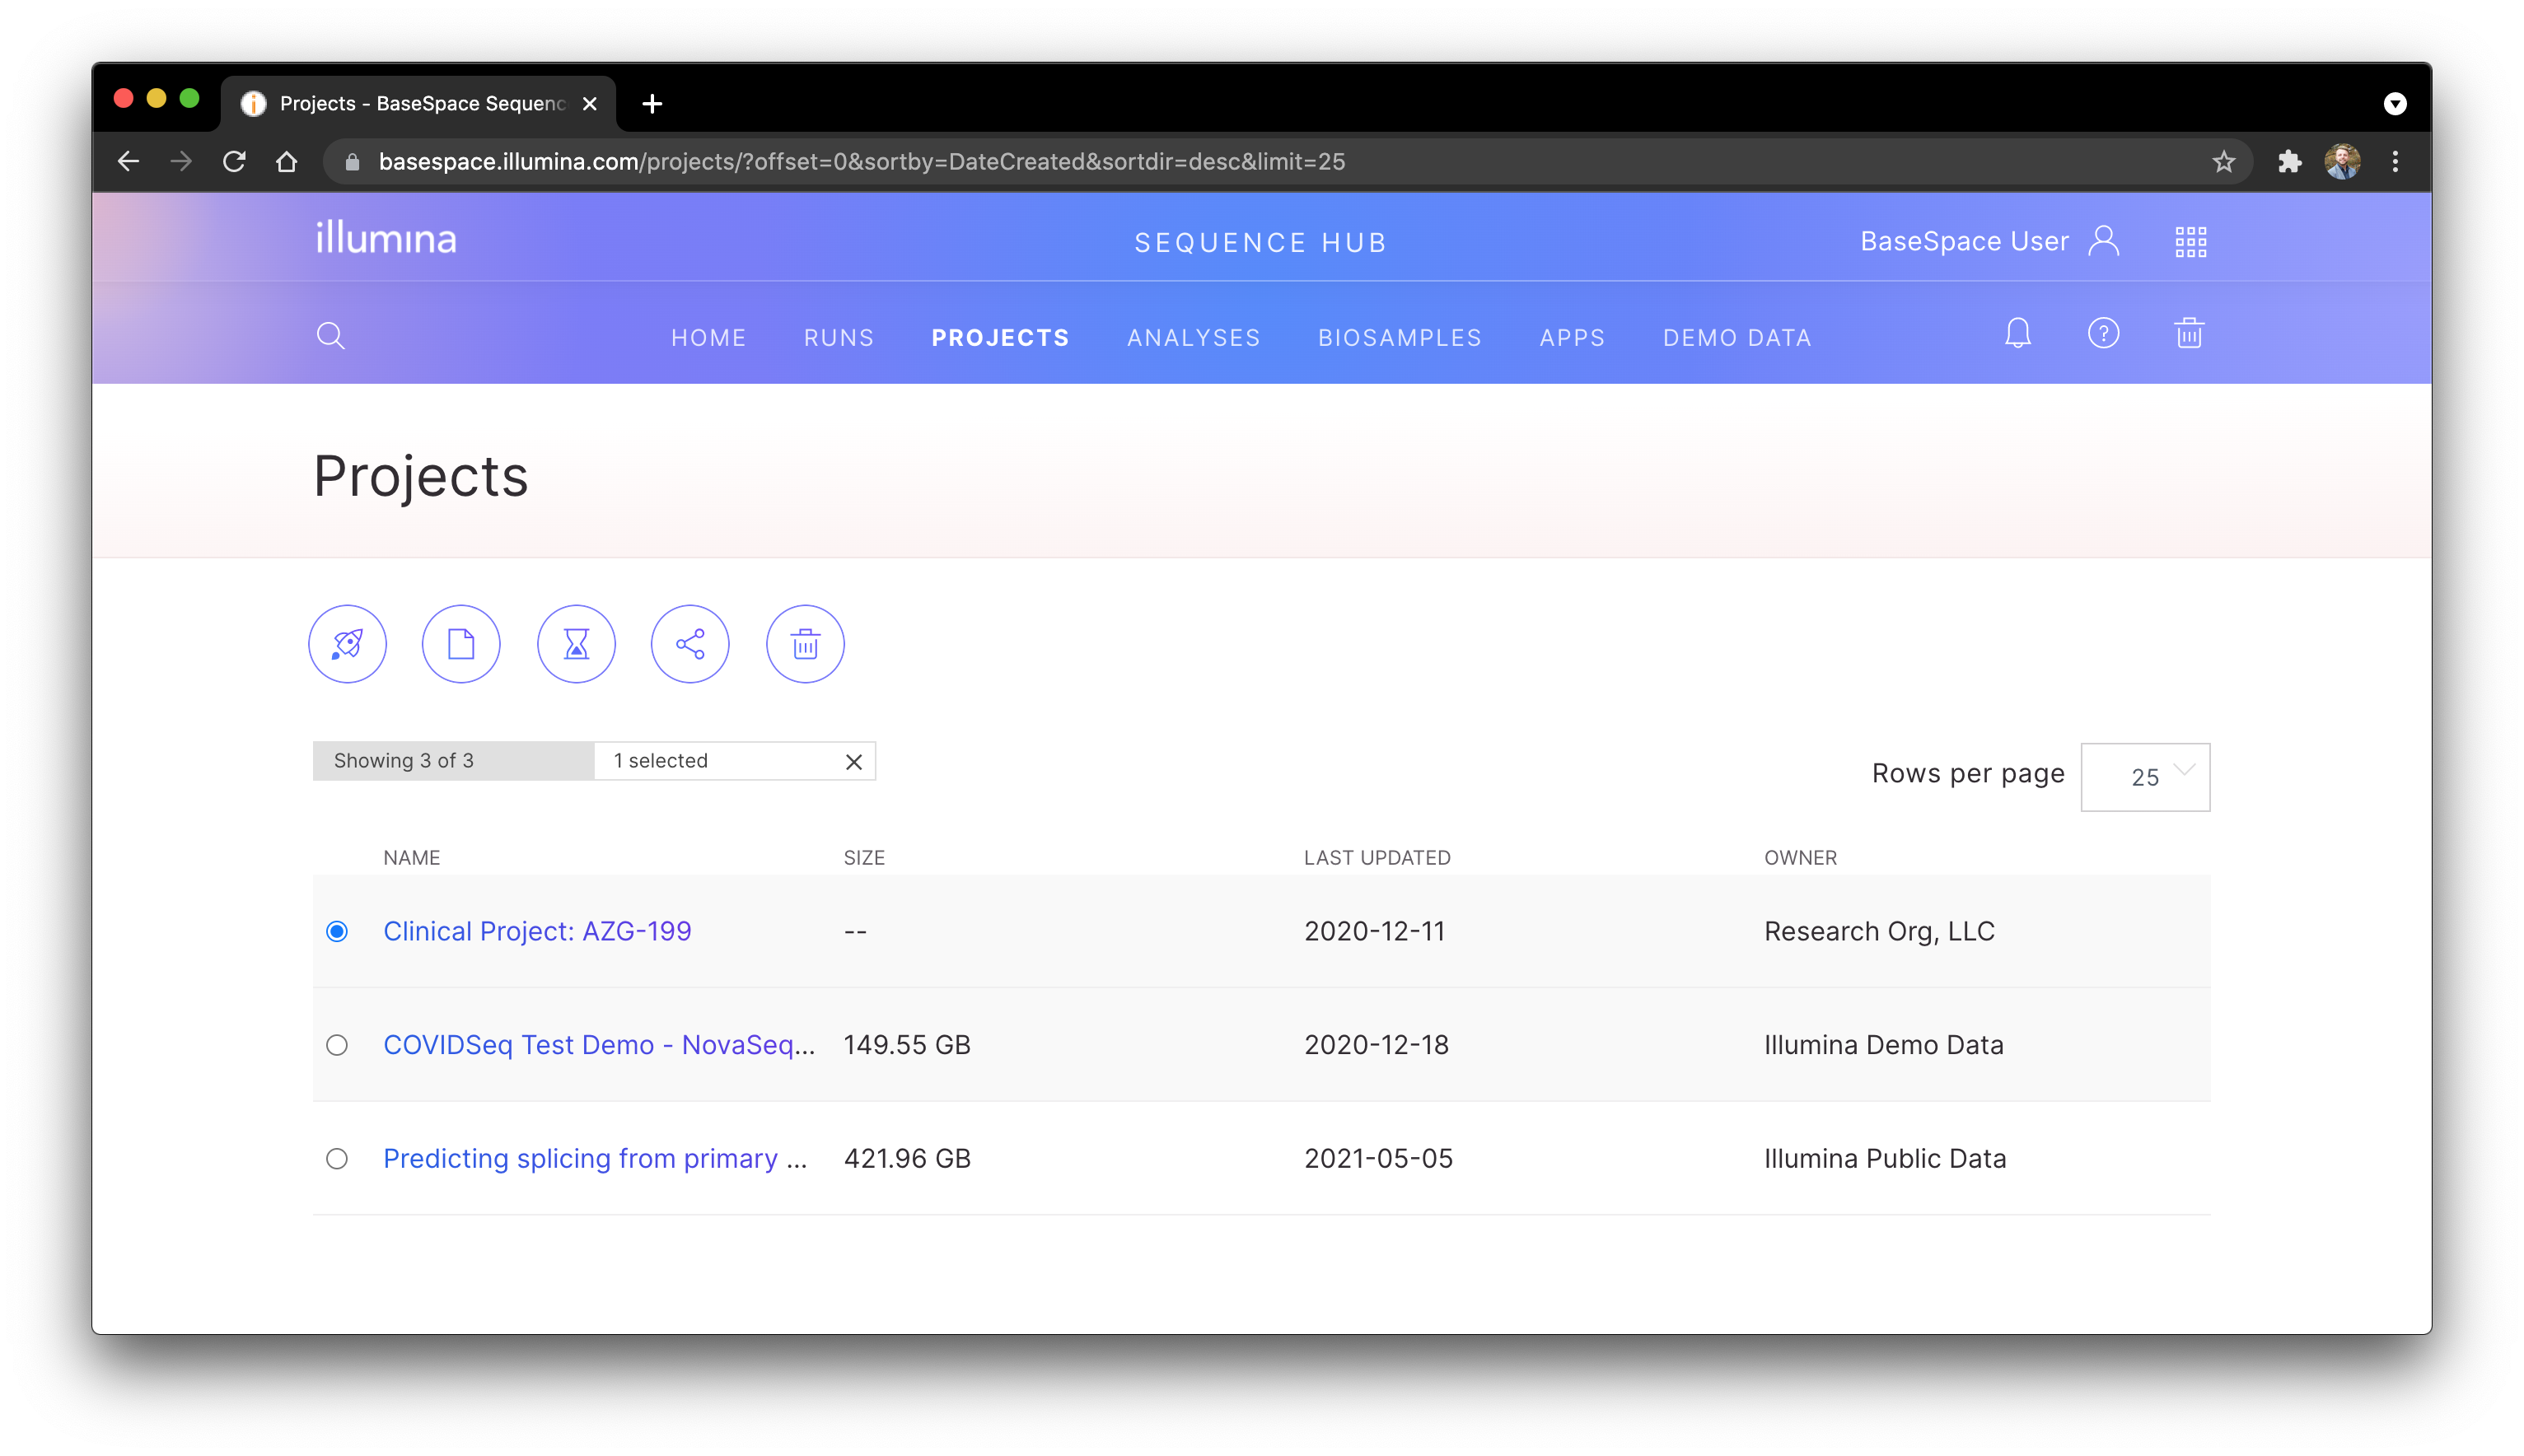 Projects - BaseSpace Sequenc
basespace.illumina.com/projects/?offset=0&sortby=DateCreated&sortdir=desc&limit=25
illumina
SEQUENCE HUB
BaseSpace User
HOME RUNS PROJECTS ANALYSES BIOSAMPLES APPS DEMO DATA
Projects
Showing 3 of 3 1 selected
Rows per page 25
NAME SIZE LAST UPDATED OWNER
Clinical Project: AZG-199 -- 2020-12-11 Research Org, LLC
COVIDSeq Test Demo - NovaSeq... 149.55 GB 2020-12-18 Illumina Demo Data
Predicting splicing from primary ... 421.96 GB 2021-05-05 Illumina Public Data